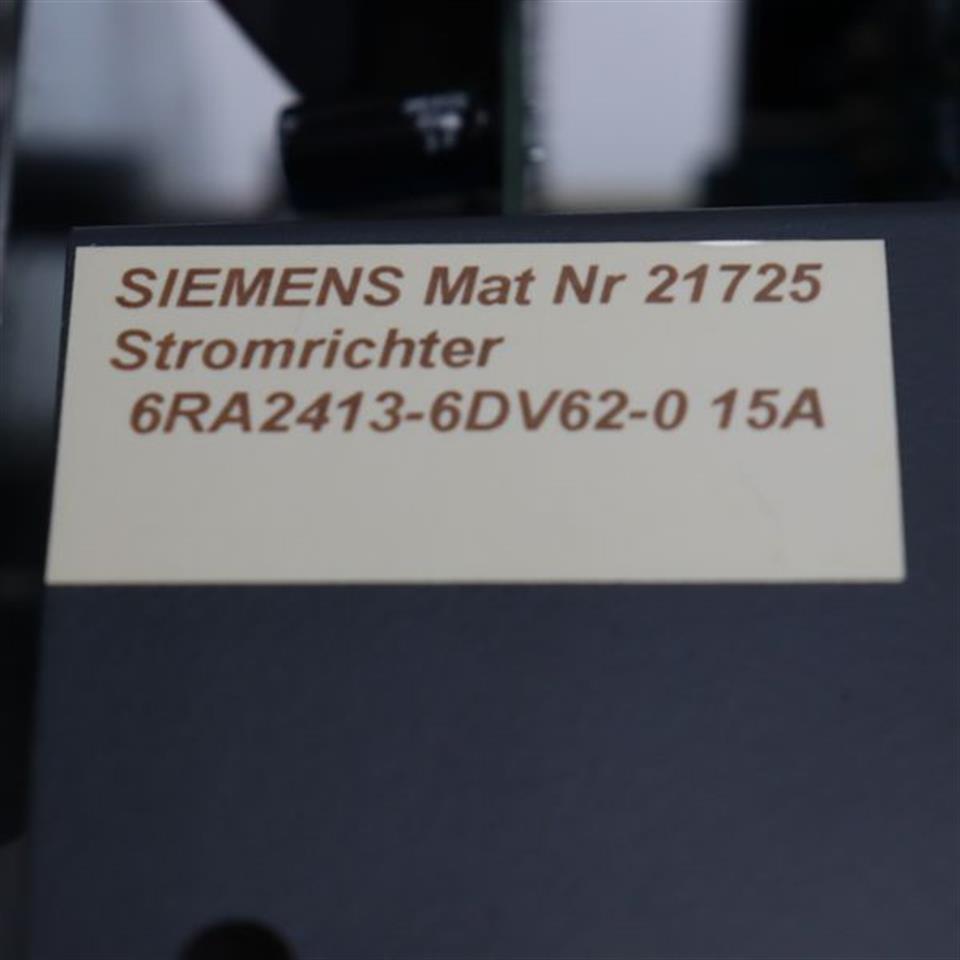 SIEMENS Mat Nr 21725
Stromrichter
6RA2413-6DV62-0 15A